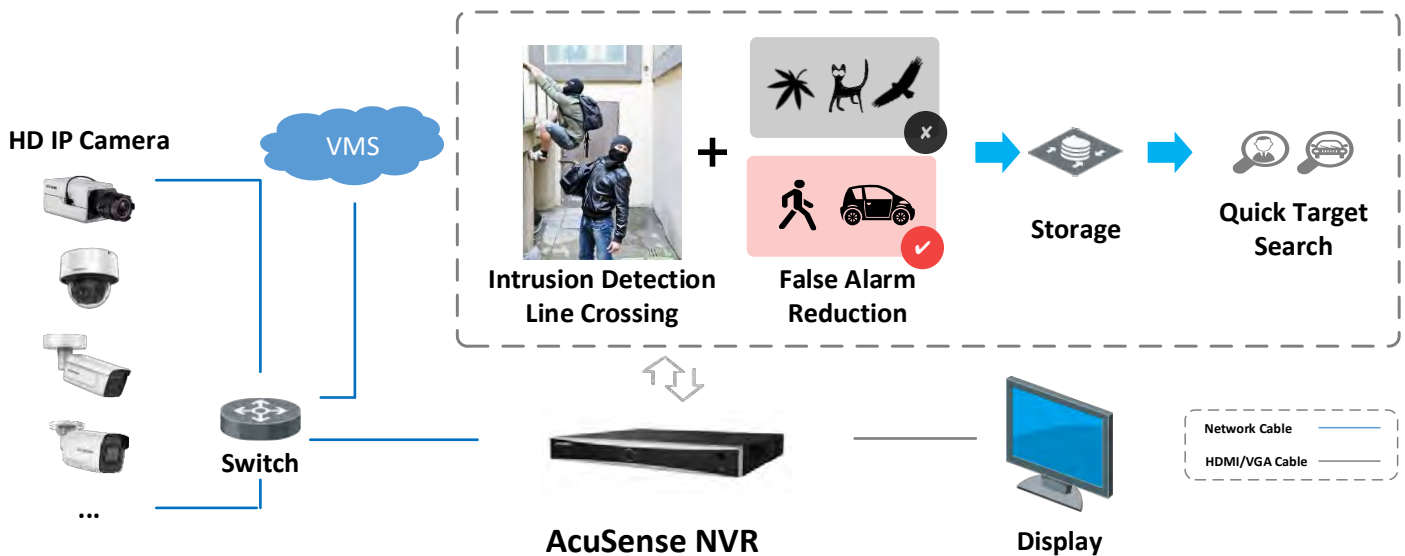 HD IP Camera
VMS
Intrusion Detection
Line Crossing
+
False Alarm
Reduction
Storage
Quick Target
Search
Switch
...
AcuSense NVR
Display
Network Cable
HDMI/VGA Cable